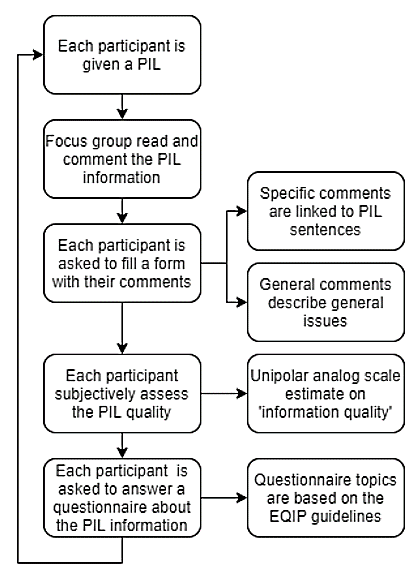 Each participant is
given a PIL
Focus group read and
comment the PIL
information
Each participant is
asked to fill a form
with their comments
Specific comments
are linked to PIL
sentences
General comments
describe general
issues
Each participant
subjectively assess
the PIL quality
Unipolar analog scale
estimate on
'information quality'
Each participant is
asked to answer a
questionnaire about
the PIL information
Questionnaire topics
are based on the
EQIP guidelines